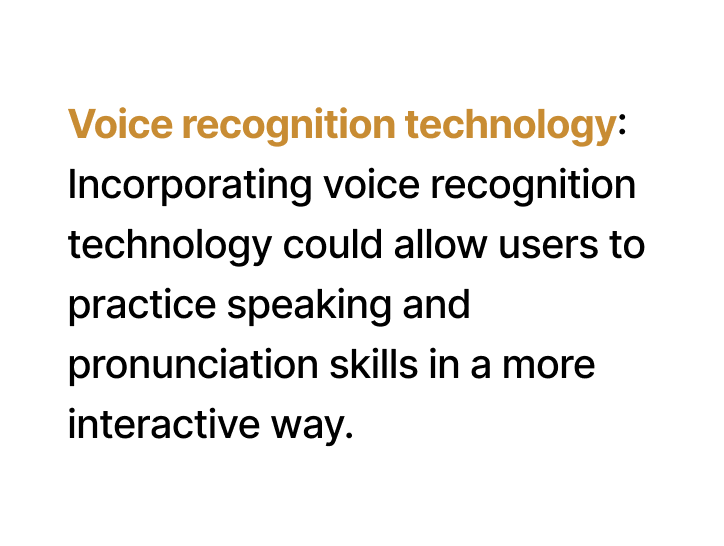 Voice recognition technology:
Incorporating voice recognition
technology could allow users to
practice speaking and
pronunciation skills in a more
interactive way.